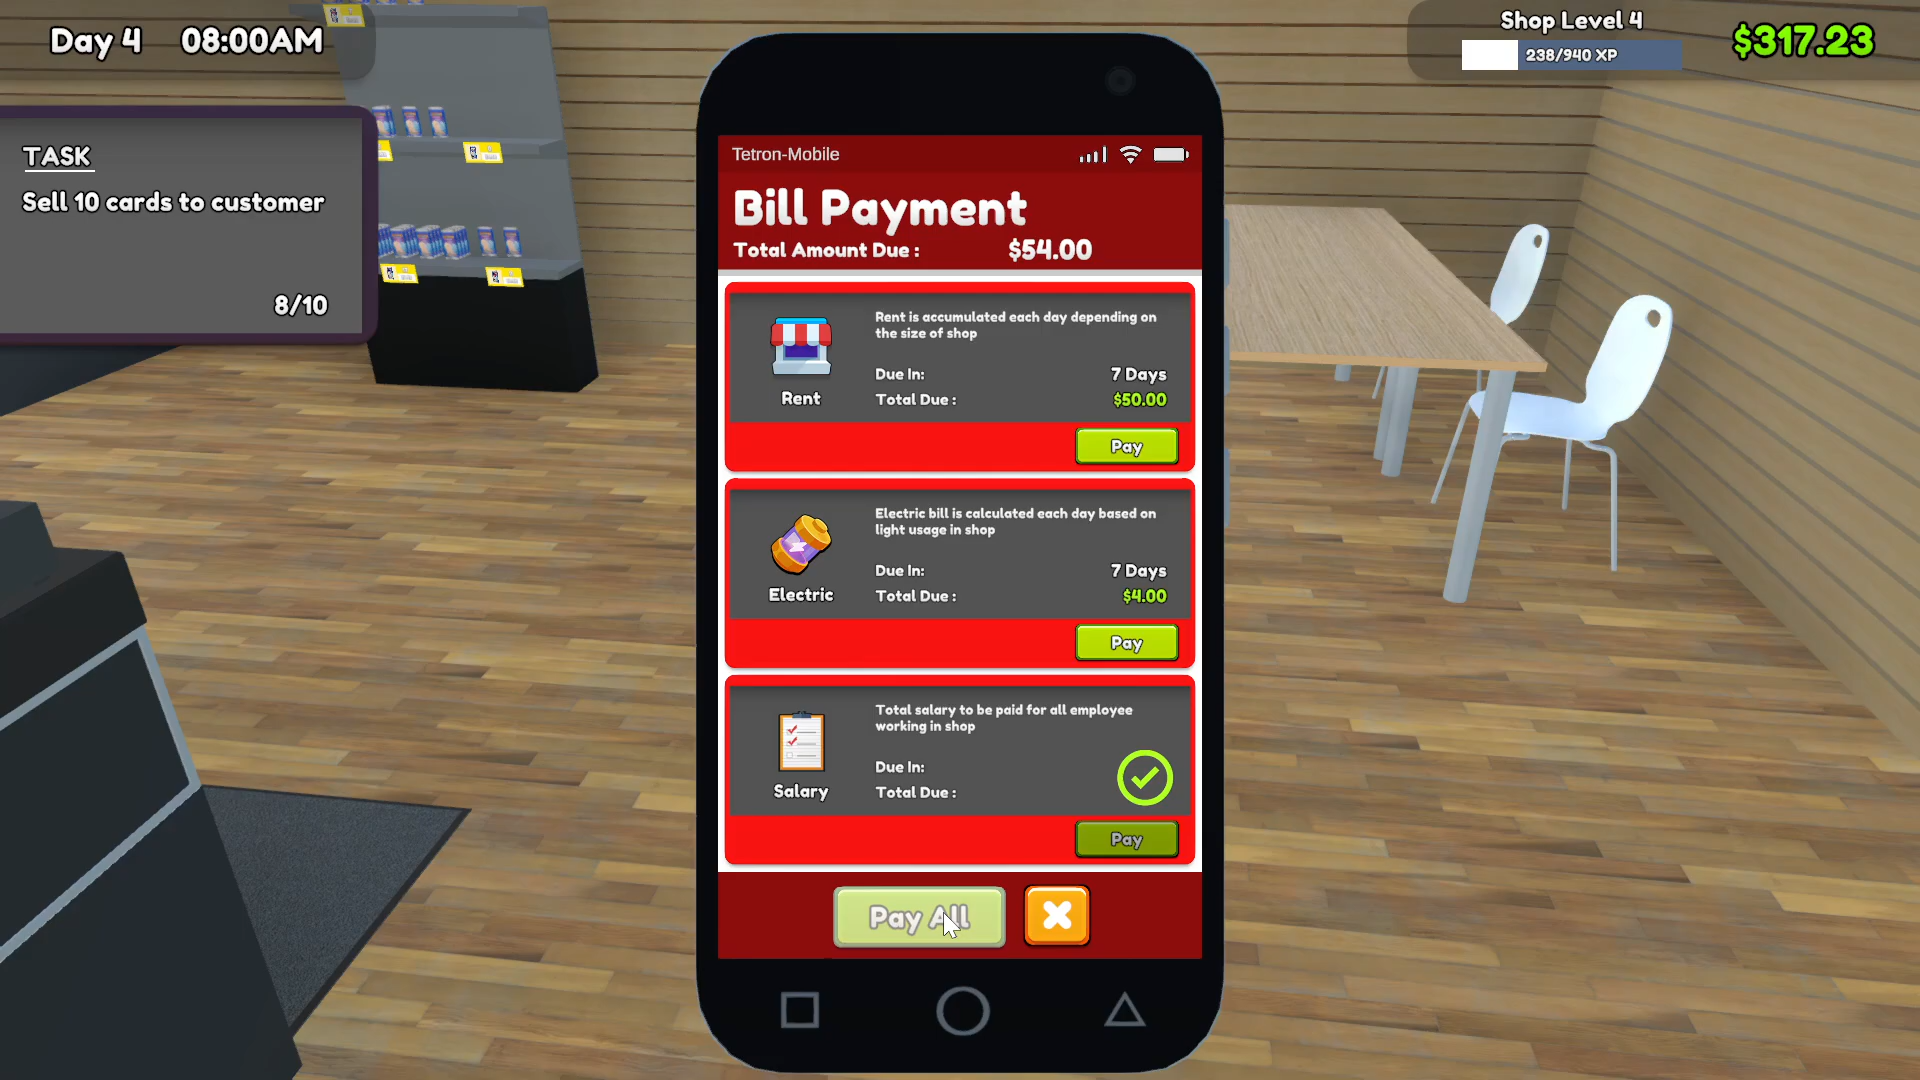 Day 4 08:00AM
Shop Level 4
238/940 XP
$317.23
TASK
Sell 10 cards to customer
8/10
Tetron-Mobile
Bill Payment
Total Amount Due : $54.00
Rent is accumulated each day depending on
the size of shop
Due In: 7 Days
Total Due : $50.00
Rent
Pay
Electric bill is calculated each day based on
light usage in shop
Due In: 7 Days
Total Due : $4.00
Electric
Pay
Total salary to be paid for all employee
working in shop
Due In:
Total Due :
Salary
Pay
Pay All